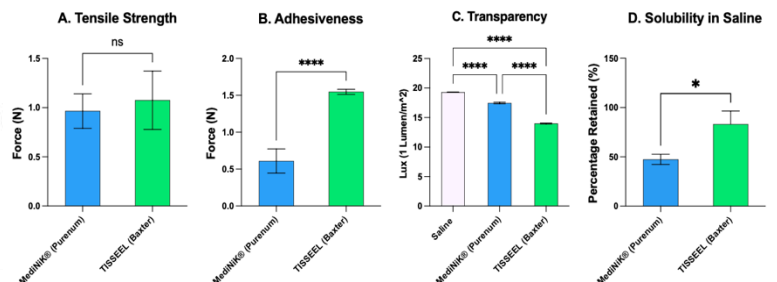 A. Tensile Strength
ns
Force (N)
1.5
1.0
0.5
0.0
MediNiK® (Purenum)
TISSEEL (Baxter)
B. Adhesiveness
****
Force (N)
2.0
1.5
1.0
0.5
0.0
MediNiK® (Purenum)
TISSEEL (Baxter)
C. Transparency
****
**** ****
Lux (1 Lumen/m^2)
25
20
15
10
5
0
Saline
MediNiK® (Purenum)
TISSEEL (Baxter)
D. Solubility in Saline
*
Percentage Retained (%)
150
100
50
0
MediNiK® (Purenum)
TISSEEL (Baxter)